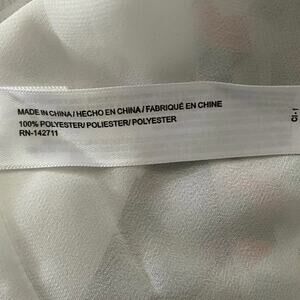 MADE IN CHINA / HECHO EN CHINA / FABRIQUÉ EN CHINE
100% POLYESTER/ POLIESTER/ POLYESTER
RN-142711